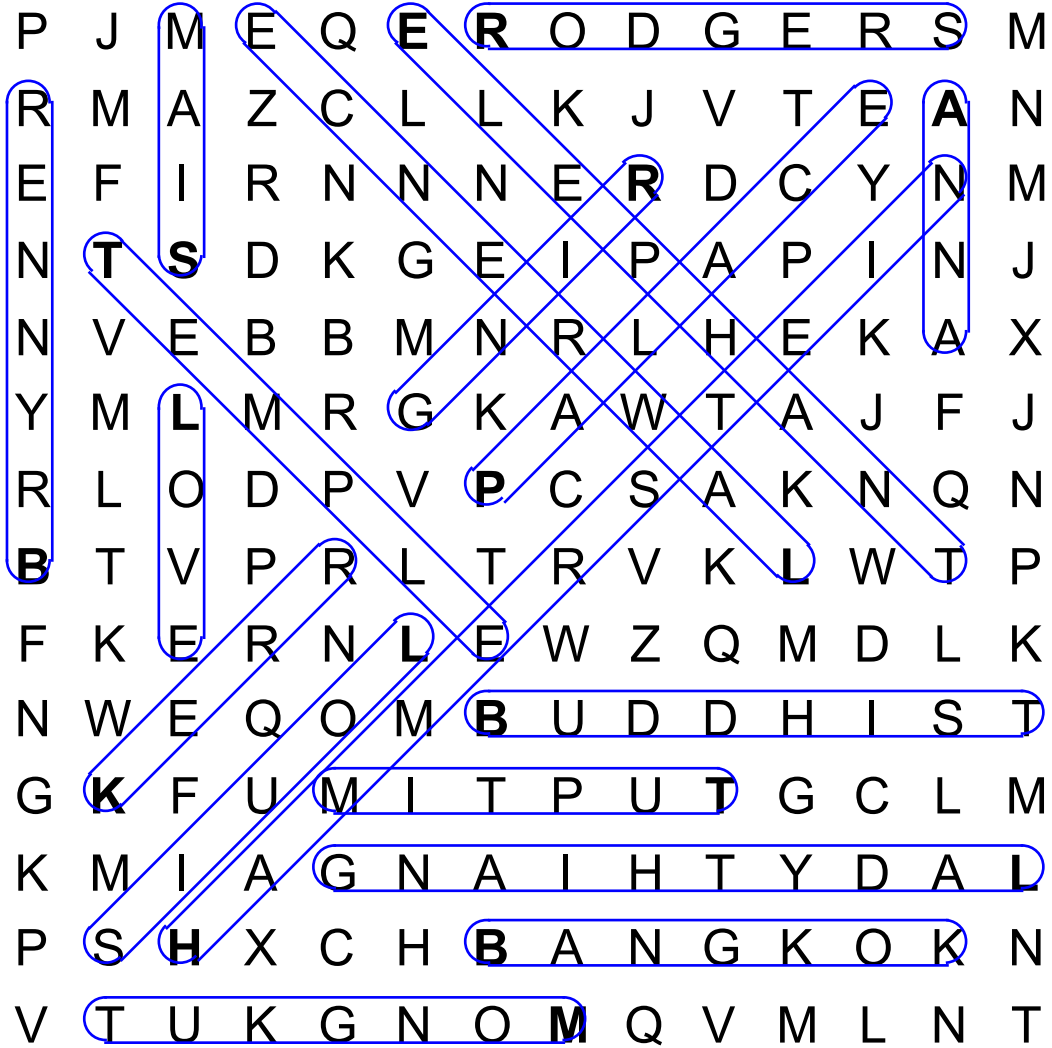 P J M E Q E R O D G E R S M
R M A Z C L L K J V T E A N
E F I R N N N E R D C Y N M
N T S D K G E I P A P I N J
N V E B B M N R L H E K A X
Y M L M R G K A W T A J F J
R L O D P V P C S A K N Q N
B T V P R L T R V K L W T P
F K E R N L E W Z Q M D L K
N W E Q O M B U D D H I S T
G K F U M I T P U T G C L M
K M I A G N A I H T Y D A L
P S H X C H B A N G K O K N
V T U K G N O M Q V M L N T